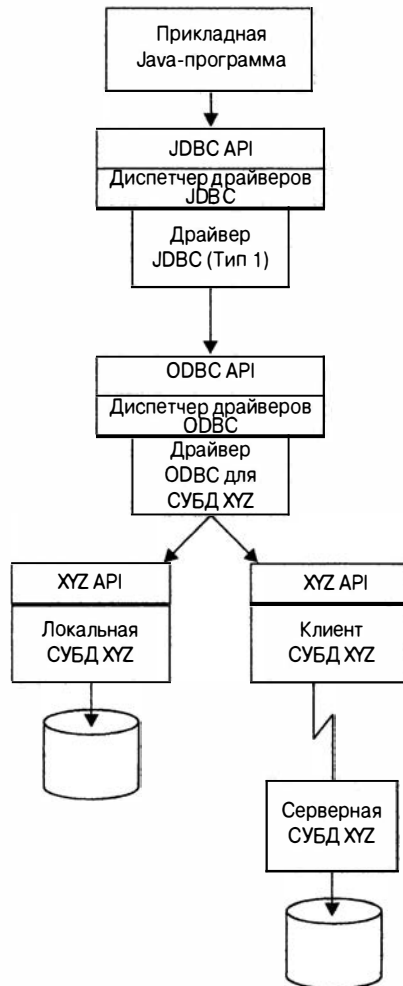 Прикладная
Java-программа
JDBC API
Диспетчер драйверов
JDBC
Драйвер
JDBC (Тип 1)
ODBC API
Диспетчер драйверов
ODBC
Драйвер
ODBC для
СУБД XYZ
XYZ API
Локальная
СУБД XYZ
XYZ API
Клиент
СУБД XYZ
Серверная
СУБД XYZ